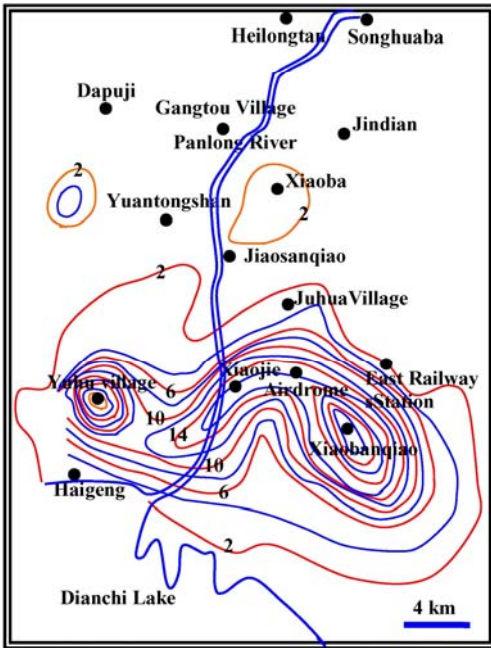 Heilongtan
Songhuaba
Dapuji
Gangtou Village
Panlong River
Jindian
2
Xiaoba
Yuantongshan
2
Jiaosanqiao
2
JuhuaVillage
Xiaojie
East Railway
sStation
Airdrome
Yuhu village
6
10
14
Xiaobanqiao
10
Haigeng
6
2
Dianchi Lake
4 km